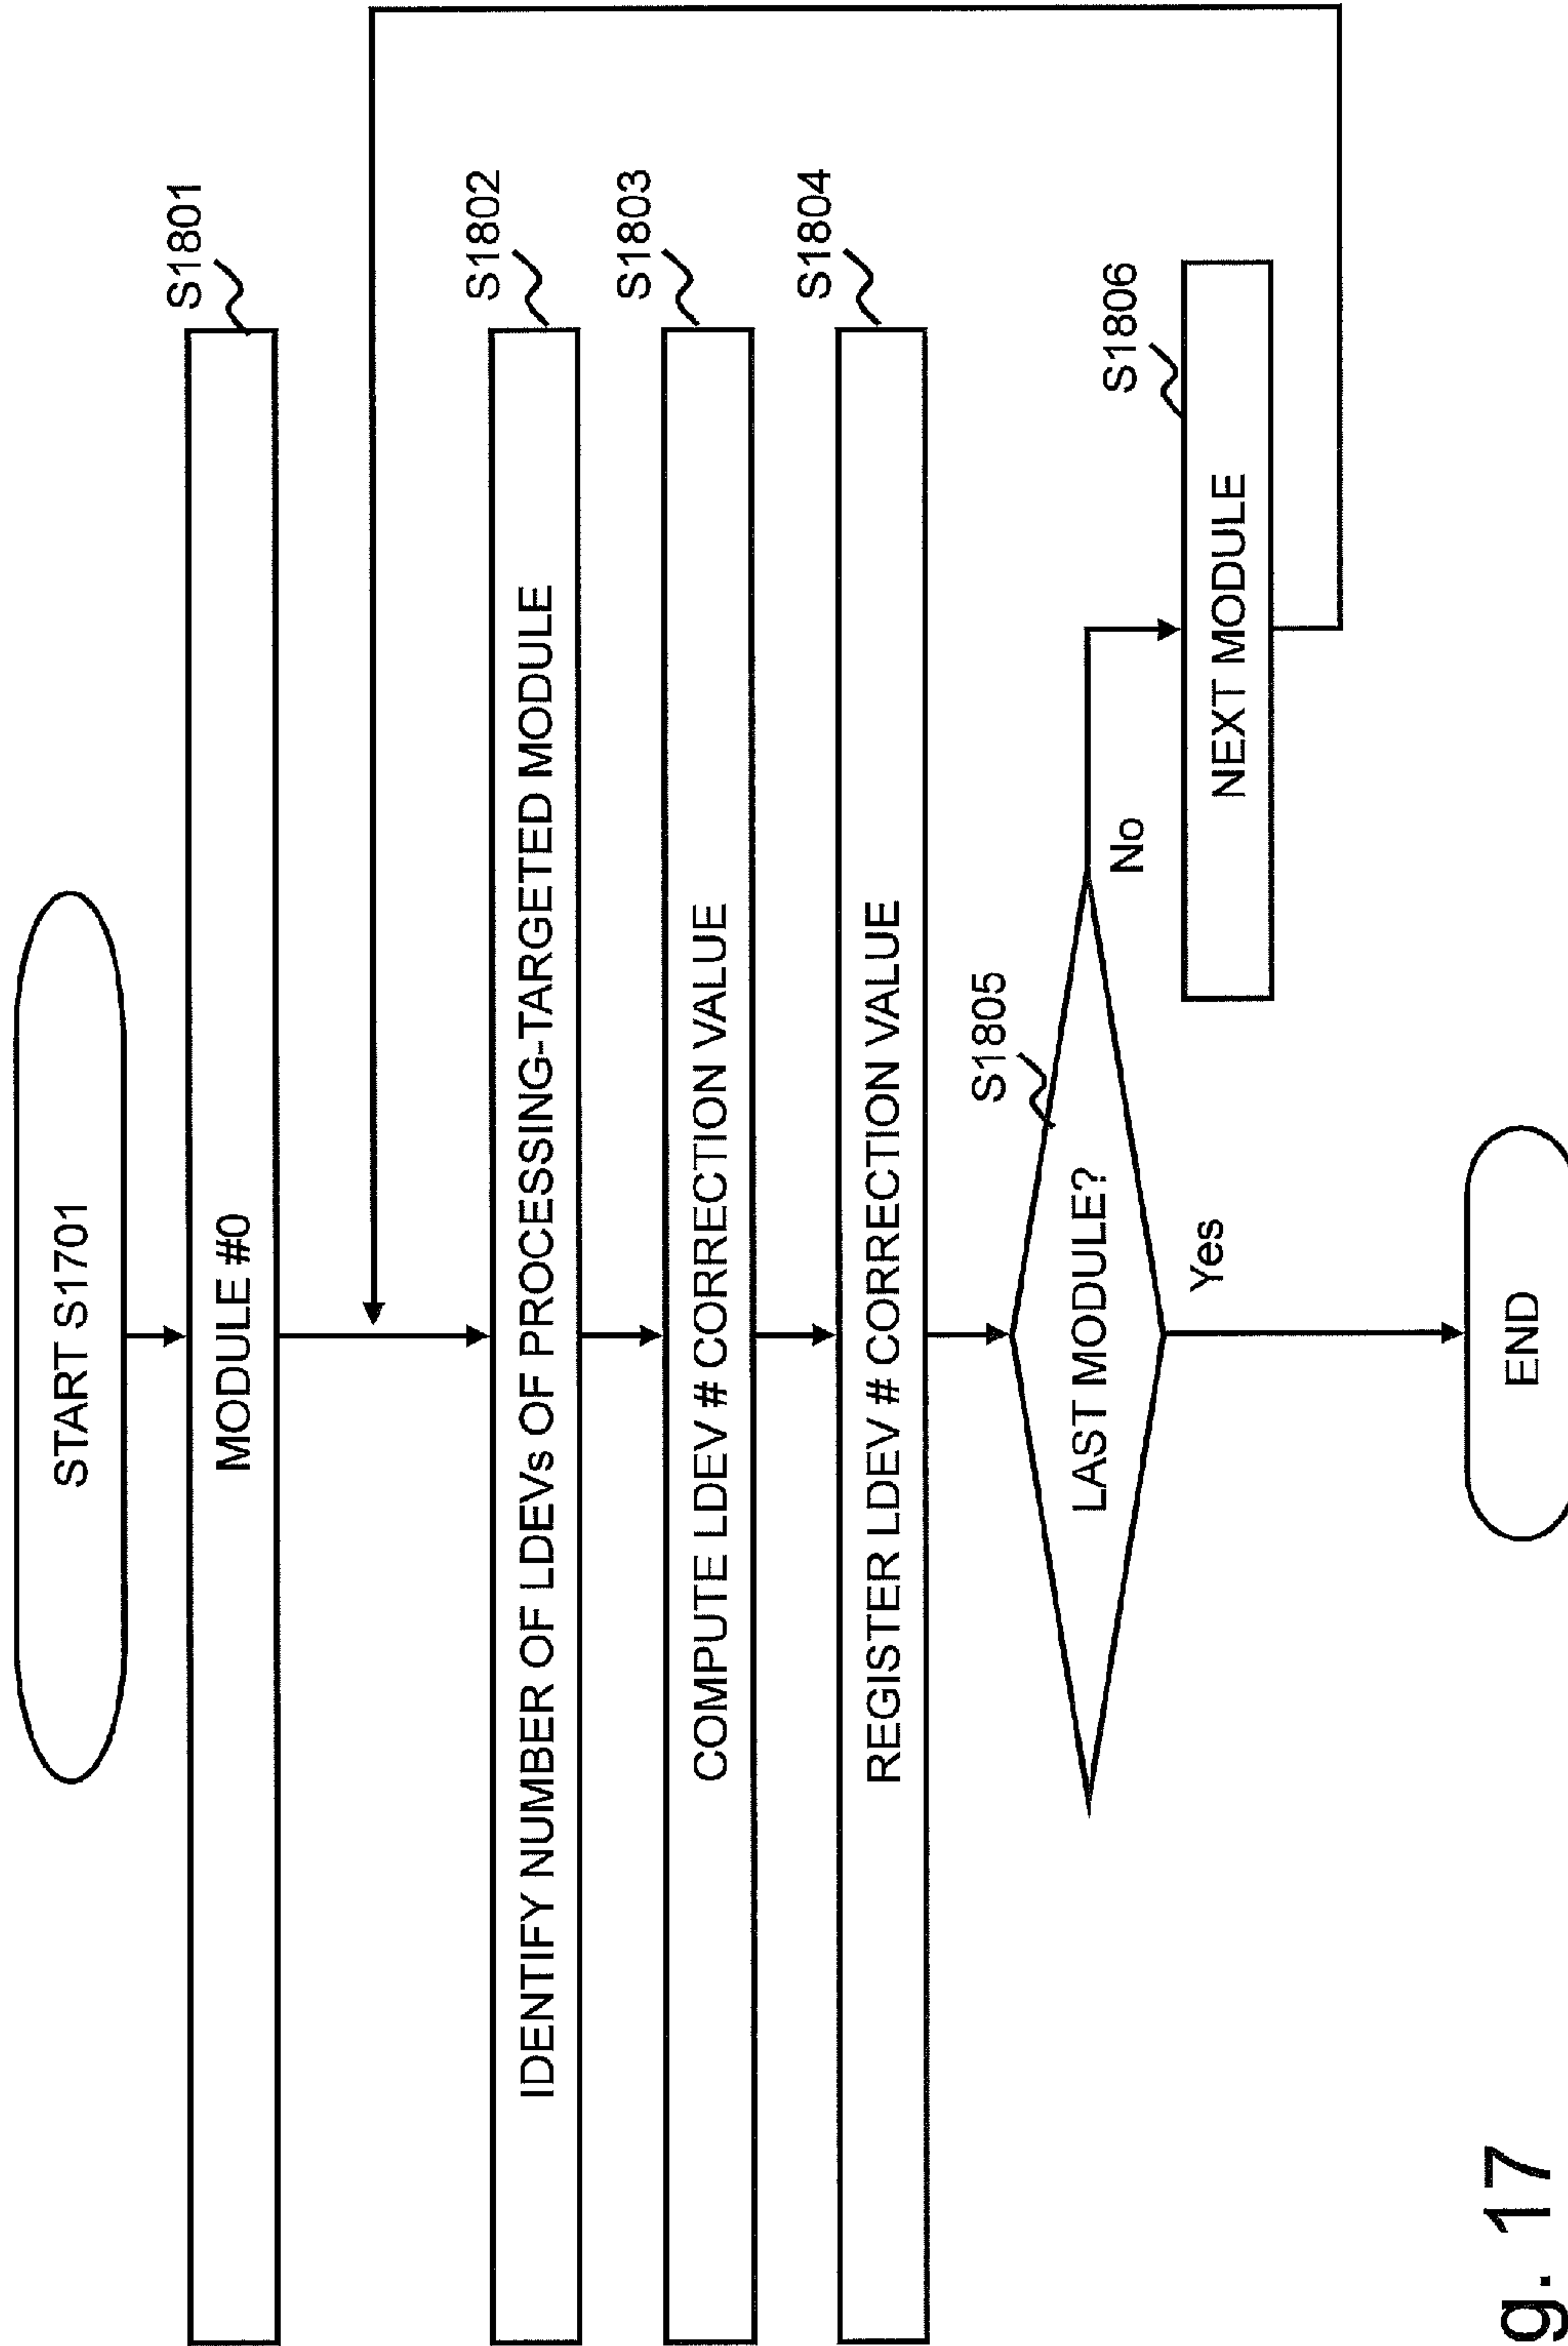 START S1701
S1801
MODULE #0
S1802
IDENTIFY NUMBER OF LDEVs OF PROCESSING-TARGETED MODULE
S1803
COMPUTE LDEV # CORRECTION VALUE
S1804
REGISTER LDEV # CORRECTION VALUE
S1805
LAST MODULE?
No
S1806
NEXT MODULE
Yes
END
g. 17